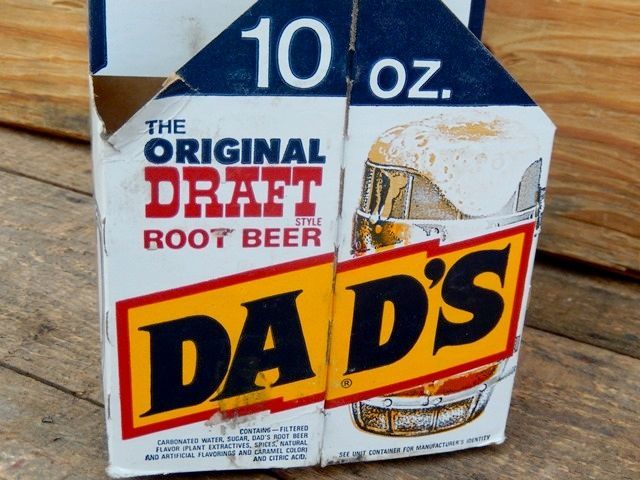 10 OZ.
THE
ORIGINAL
DRAFT
STYLE
ROOT BEER
DAD'S
®
CONTAINS—FILTERED
CARBONATED WATER, SUGAR, DAD'S ROOT BEER
FLAVOR (PLANT EXTRACTIVES, SPICES, NATURAL
AND ARTIFICIAL FLAVORINGS AND CARAMEL COLOR)
AND CITRIC ACID.
SEE UNIT CONTAINER FOR MANUFACTURER'S IDENTITY